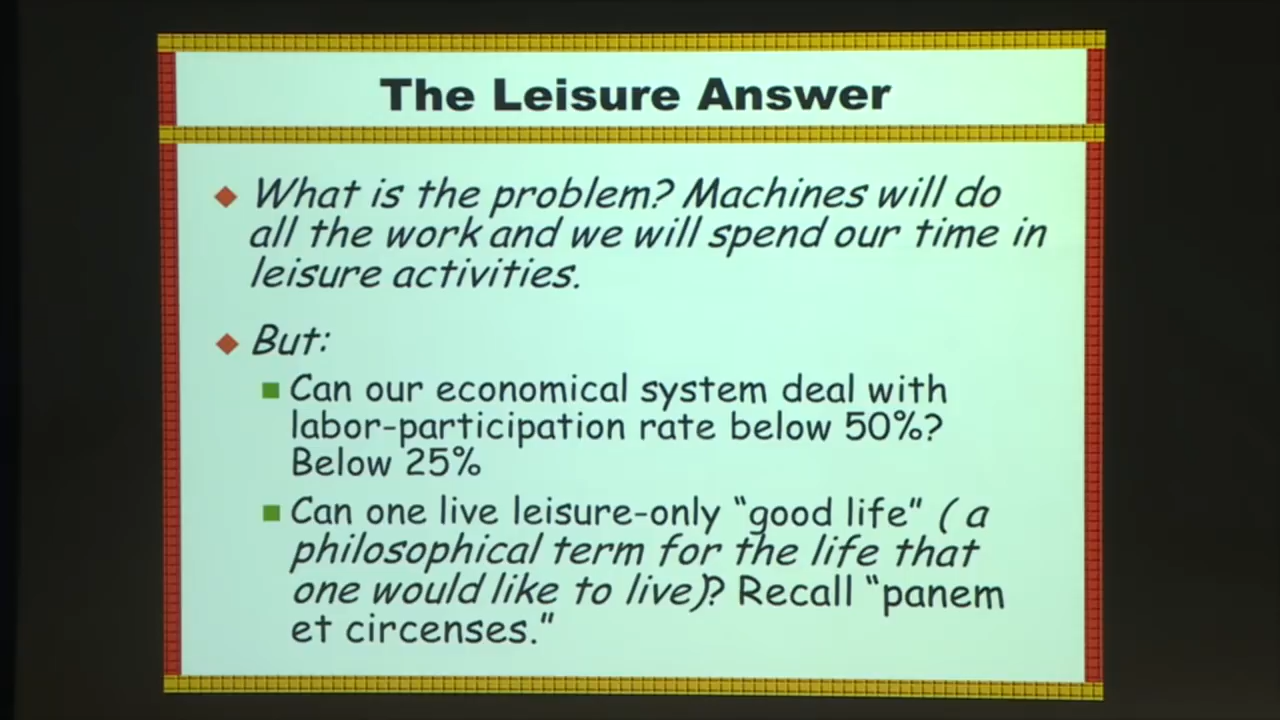 The Leisure Answer
What is the problem? Machines will do
all the work and we will spend our time in
leisure activities.
But:
Can our economical system deal with
labor-participation rate below 50%?
Below 25%
Can one live leisure-only “good life” ( a
philosophical term for the life that
one would like to live)? Recall “panem
et circenses.”